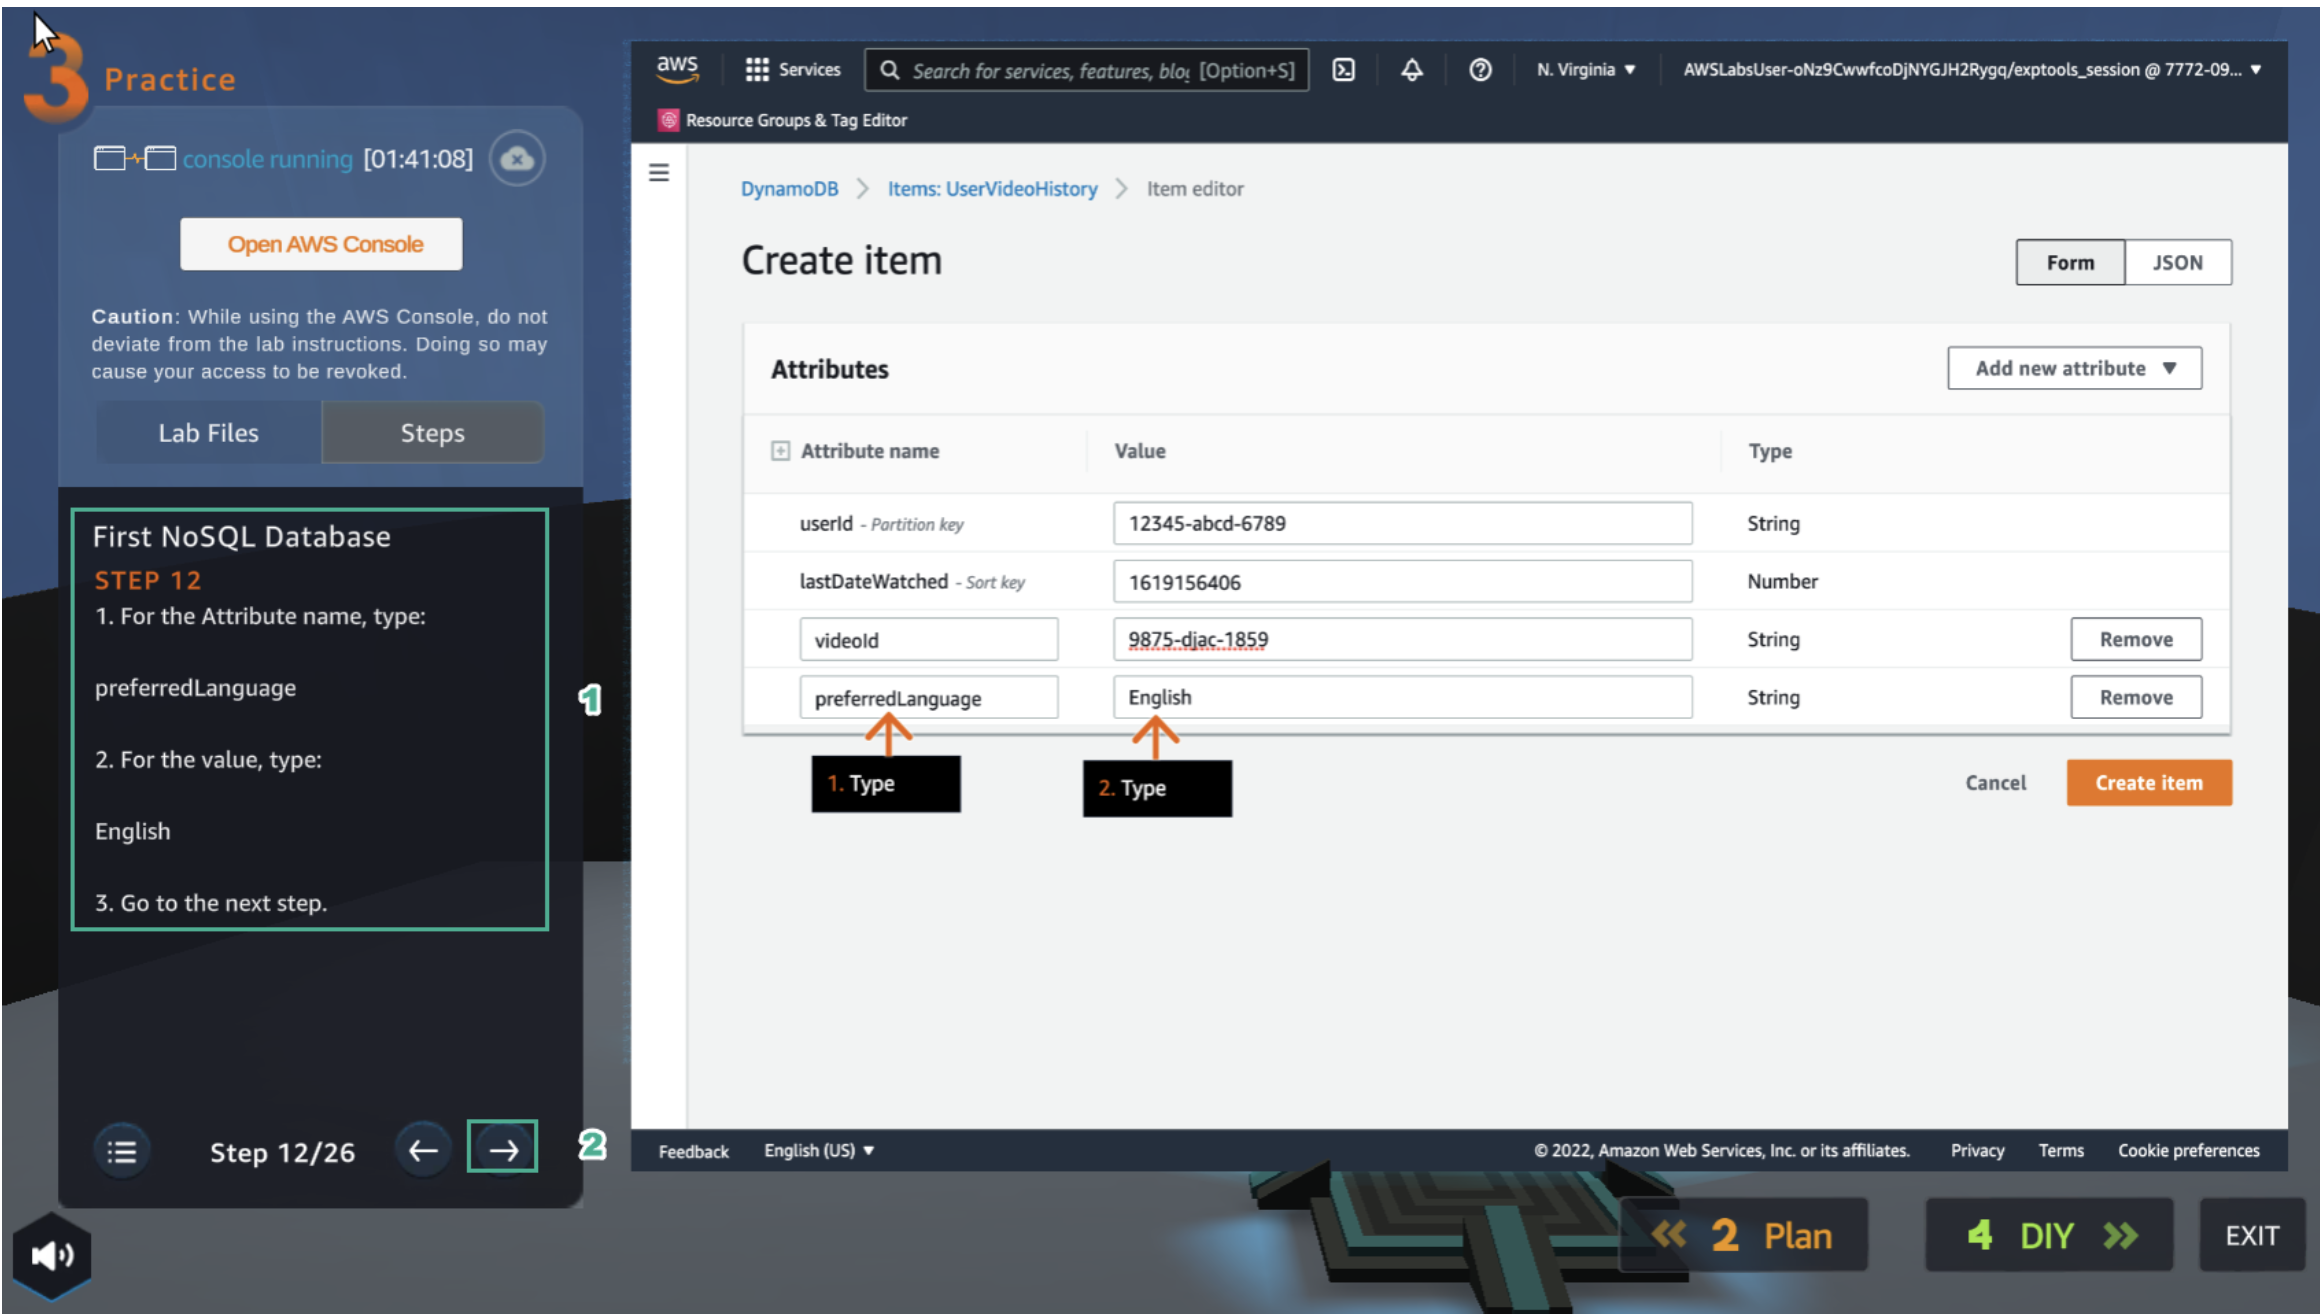 3 Practice
console running [01:41:08]
Open AWS Console
Caution: While using the AWS Console, do not
deviate from the lab instructions. Doing so may
cause your access to be revoked.
Lab Files Steps
First NoSQL Database
STEP 12
1. For the Attribute name, type:
preferredLanguage
2. For the value, type:
English
3. Go to the next step.
1
Step 12/26
2
aws Services Search for services, features, blog [Option+S] N. Virginia ▼ AWSLabsUser-oNz9CwwfcoDjNYGJH2Rygq/exptools_session @ 7772-09... ▼
Resource Groups & Tag Editor
DynamoDB > Items: UserVideoHistory > Item editor
Create item
Form JSON
Attributes
Add new attribute ▼
Attribute name Value Type
userId - Partition key 12345-abcd-6789 String
lastDateWatched - Sort key 1619156406 Number
videoId 9875-djac-1859 String Remove
preferredLanguage English String Remove
1. Type
2. Type
Cancel Create item
Feedback English (US) ▼ © 2022, Amazon Web Services, Inc. or its affiliates. Privacy Terms Cookie preferences
« 2 Plan
4 DIY »
EXIT